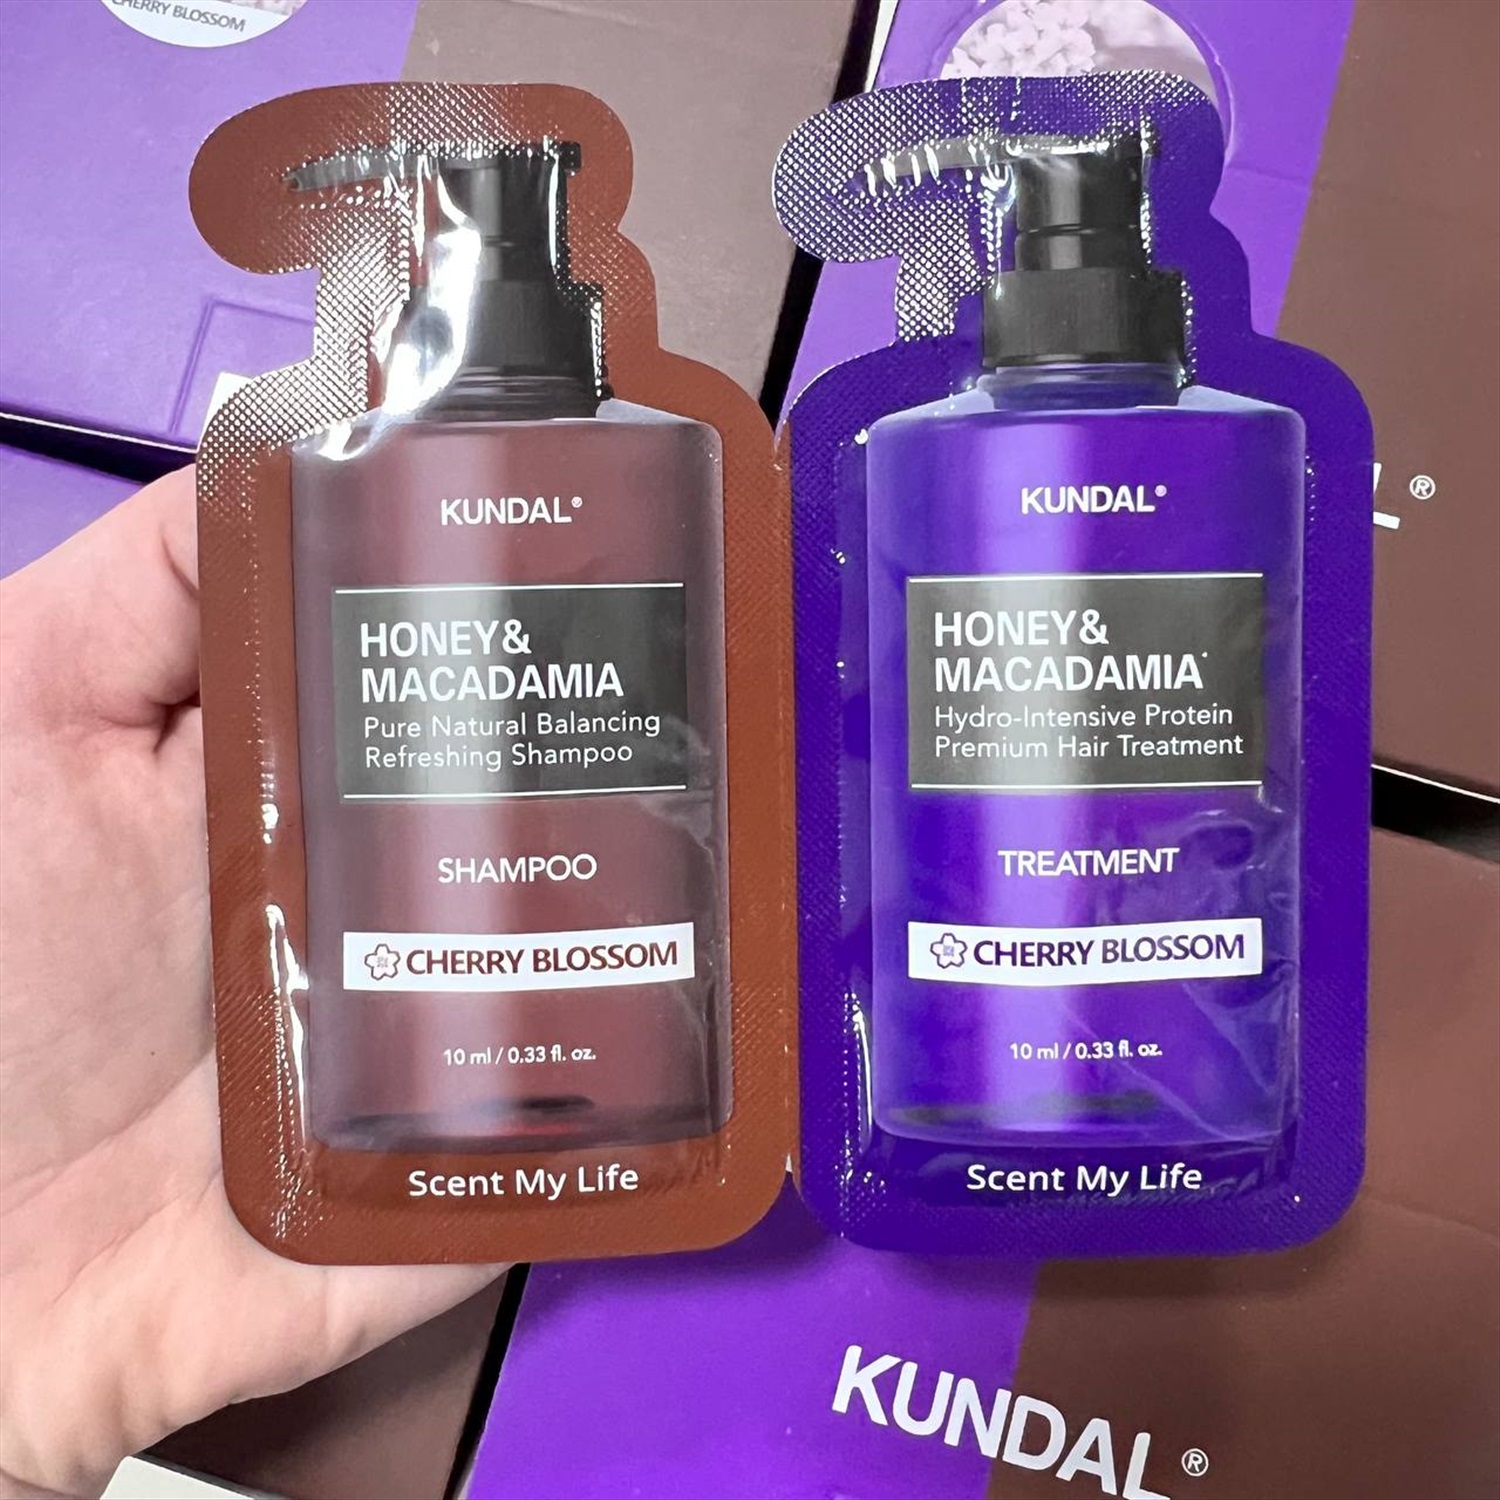 CHERRY BLOSSOM
KUNDAL®
HONEY&
MACADAMIA
Pure Natural Balancing
Refreshing Shampoo
SHAMPOO
CHERRY BLOSSOM
10 ml / 0.33 fl. oz.
Scent My Life
KUNDAL®
HONEY&
MACADAMIA
Hydro-Intensive Protein
Premium Hair Treatment
TREATMENT
CHERRY BLOSSOM
10 ml / 0.33 fl. oz.
Scent My Life
L®
KUNDAL®